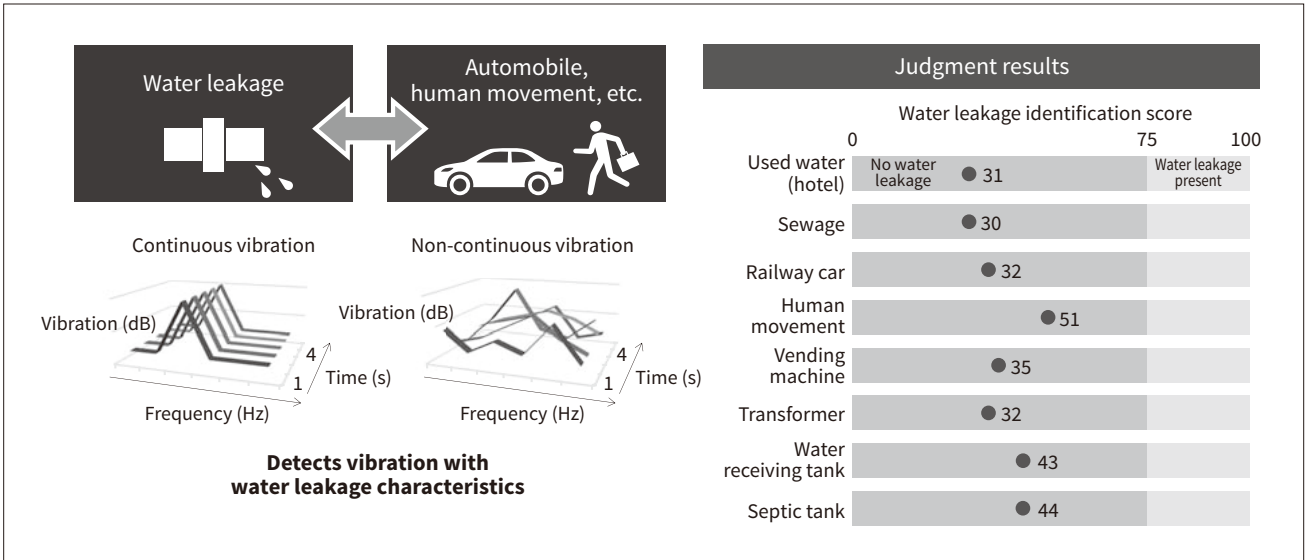 Water leakage
Automobile,
human movement, etc.
Continuous vibration
Non-continuous vibration
Vibration (dB)
4
1
Time (s)
Frequency (Hz)
Vibration (dB)
4
1
Time (s)
Frequency (Hz)
Detects vibration with
water leakage characteristics
Judgment results
Water leakage identification score
0 75 100
Used water
(hotel)
No water
leakage
31
Water leakage
present
Sewage
30
Railway car
32
Human
movement
51
Vending
machine
35
Transformer
32
Water
receiving tank
43
Septic tank
44